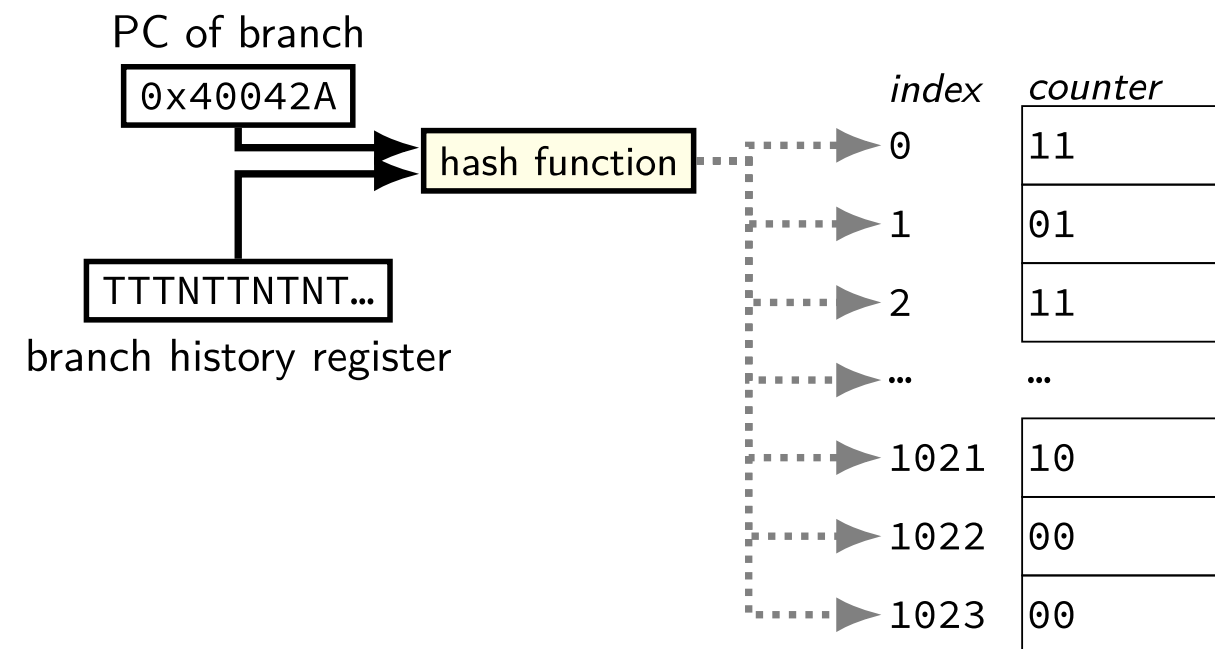 PC of branch
0x40042A
hash function
TTTNTTNTNT…
branch history register
index counter
0 11
1 01
2 11
… …
1021 10
1022 00
1023 00